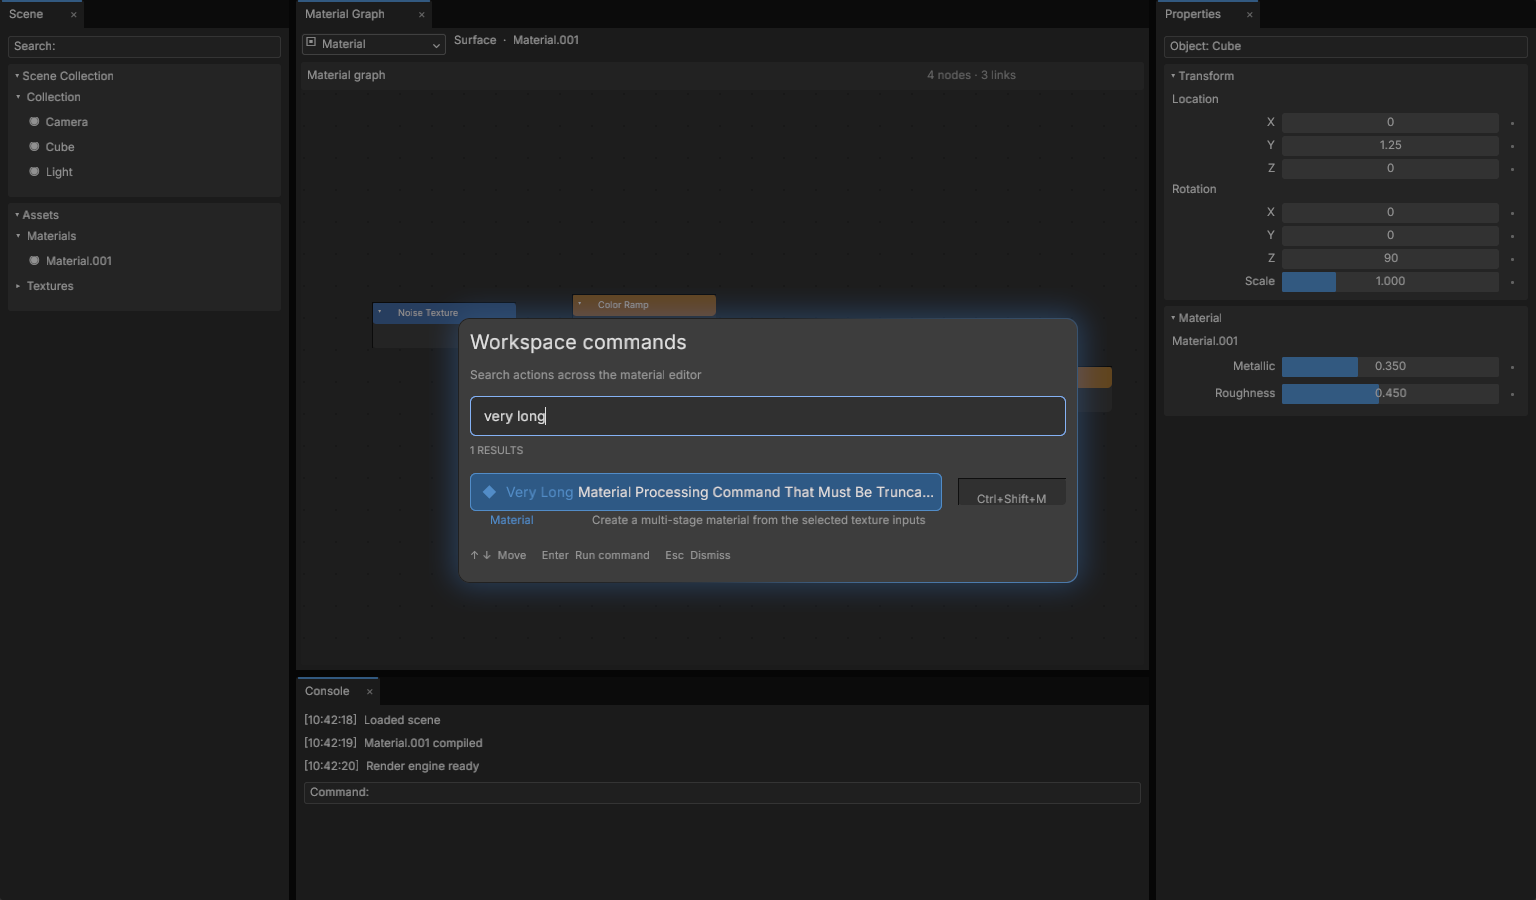 Scene ×
Search:
Scene Collection
Collection
Camera
Cube
Light
Assets
Materials
Material.001
Textures
Material Graph ×
Material
Surface · Material.001
Material graph
4 nodes · 3 links
Noise Texture
Color Ramp
Workspace commands
Search actions across the material editor
very long
1 RESULTS
Very Long Material Processing Command That Must Be Trunca...
Ctrl+Shift+M
Material
Create a multi-stage material from the selected texture inputs
↑ ↓ Move Enter Run command Esc Dismiss
Console ×
[10:42:18] Loaded scene
[10:42:19] Material.001 compiled
[10:42:20] Render engine ready
Command:
Properties ×
Object: Cube
Transform
Location
X 0
Y 1.25
Z 0
Rotation
X 0
Y 0
Z 90
Scale 1.000
Material
Material.001
Metallic 0.350
Roughness 0.450